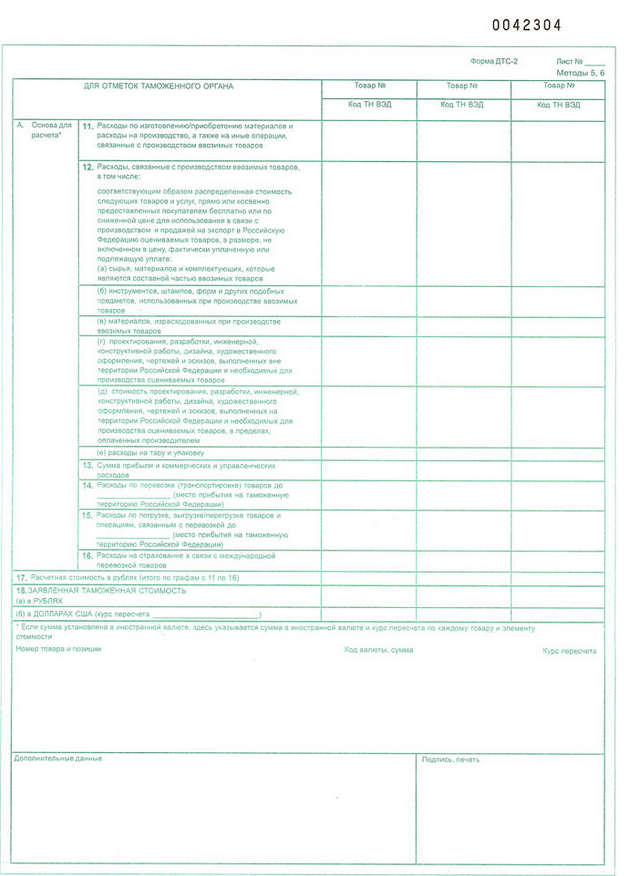 0042304
Форма ДТС-2 Лист № _____
Методы 5, 6
ДЛЯ ОТМЕТОК ТАМОЖЕННОГО ОРГАНА
Товар № Товар № Товар №
Код ТН ВЭД Код ТН ВЭД Код ТН ВЭД
А. Основа для
расчета*
11. Расходы по изготовлению/приобретению материалов и
расходы на производство, а также на иные операции,
связанные с производством ввозимых товаров
12. Расходы, связанные с производством ввозимых товаров,
в том числе:
соответствующим образом распределенная стоимость
следующих товаров и услуг, прямо или косвенно
предоставленных покупателем бесплатно или по
сниженной цене для использования в связи с
производством и продажей на экспорт в Российскую
Федерацию оцениваемых товаров, в размере, не
включенном в цену, фактически уплаченную или
подлежащую уплате:
(а) сырья, материалов и комплектующих, которые
являются составной частью ввозимых товаров
(б) инструментов, штампов, форм и других подобных
предметов, использованных при производстве ввозимых
товаров
(в) материалов, израсходованных при производстве
ввозимых товаров
(г) проектирования, разработки, инженерной,
конструктивной работы, дизайна, художественного
оформления, чертежей и эскизов, выполненных вне
территории Российской Федерации и необходимых для
производства оцениваемых товаров
(д) стоимость проектирования, разработки, инженерной,
конструктивной работы, дизайна, художественного
оформления, чертежей и эскизов, выполненных на
территории Российской Федерации и необходимых для
производства оцениваемых товаров, в пределах,
оплаченных производителем
(е) расходы на тару и упаковку
13. Сумма прибыли и коммерческих и управленческих
расходов
14. Расходы по перевозке (транспортировке) товаров до
__________________ (место прибытия на таможенную
территорию Российской Федерации)
15. Расходы по погрузке, выгрузке/перегрузке товаров и
операциям, связанным с перевозкой до
__________________ (место прибытия на таможенную
территорию Российской Федерации)
16. Расходы на страхование в связи с международной
перевозкой товаров
17. Расчетная стоимость в рублях (итого по графам с 11 по 16)
18. ЗАЯВЛЕННАЯ ТАМОЖЕННАЯ СТОИМОСТЬ
(а) в РУБЛЯХ
(б) в ДОЛЛАРАХ США (курс пересчета __________________________ )
* Если сумма установлена в иностранной валюте, здесь указывается сумма в иностранной валюте и курс пересчета по каждому товару и элементу
стоимости
Номер товара и позиции Код валюты, сумма Курс пересчета
Дополнительные данные Подпись, печать